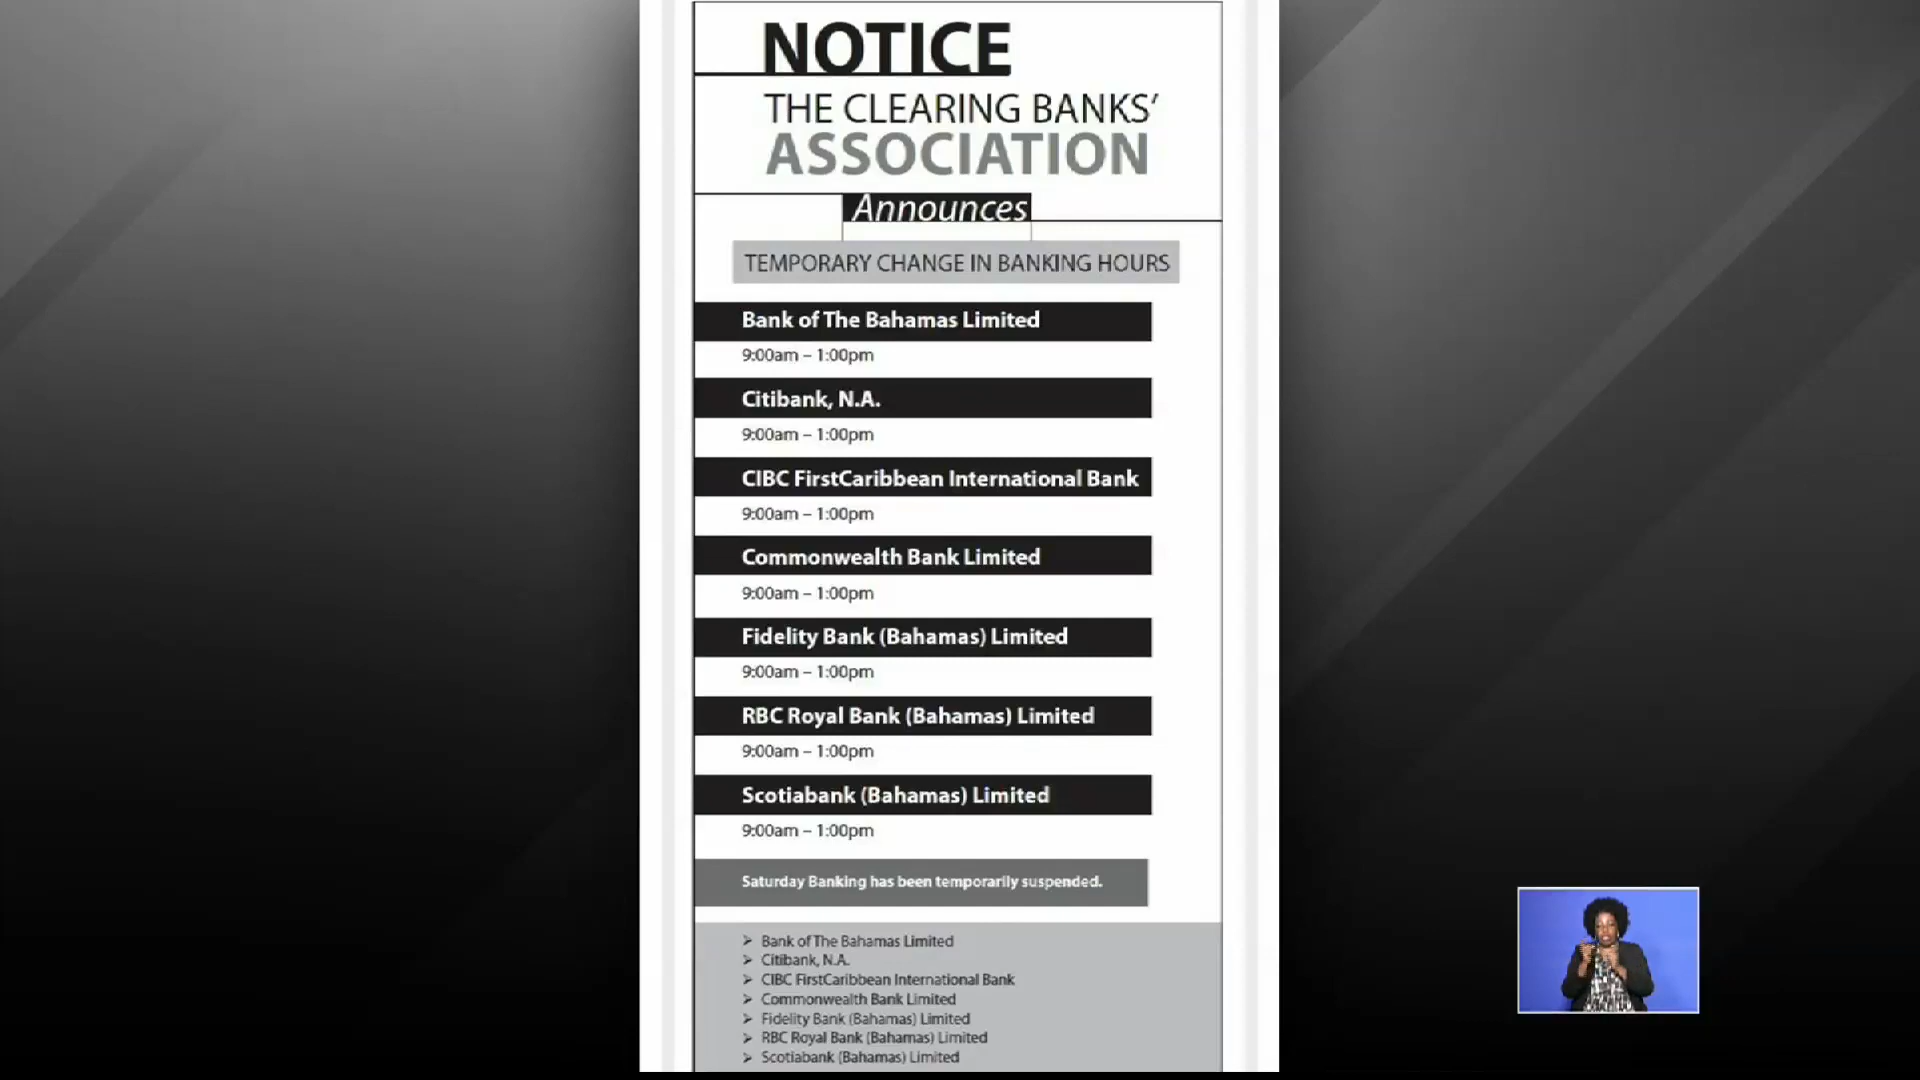 NOTICE
THE CLEARING BANKS'
ASSOCIATION
Announces
TEMPORARY CHANGE IN BANKING HOURS
Bank of The Bahamas Limited
9:00am – 1:00pm
Citibank, N.A.
9:00am – 1:00pm
CIBC FirstCaribbean International Bank
9:00am – 1:00pm
Commonwealth Bank Limited
9:00am – 1:00pm
Fidelity Bank (Bahamas) Limited
9:00am – 1:00pm
RBC Royal Bank (Bahamas) Limited
9:00am – 1:00pm
Scotiabank (Bahamas) Limited
9:00am – 1:00pm
Saturday Banking has been temporarily suspended.
➢ Bank of The Bahamas Limited
➢ Citibank, N.A.
➢ CIBC FirstCaribbean International Bank
➢ Commonwealth Bank Limited
➢ Fidelity Bank (Bahamas) Limited
➢ RBC Royal Bank (Bahamas) Limited
➢ Scotiabank (Bahamas) Limited